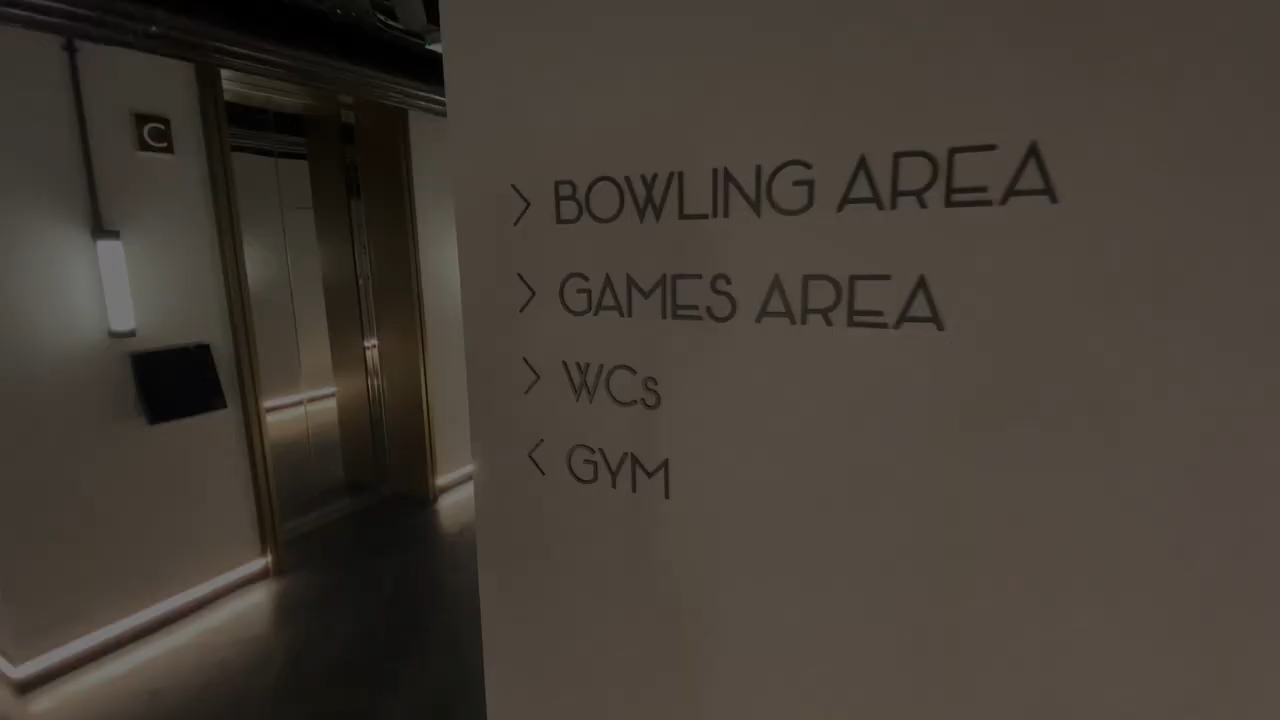 C
> BOWLING AREA
> GAMES AREA
> WCs
< GYM